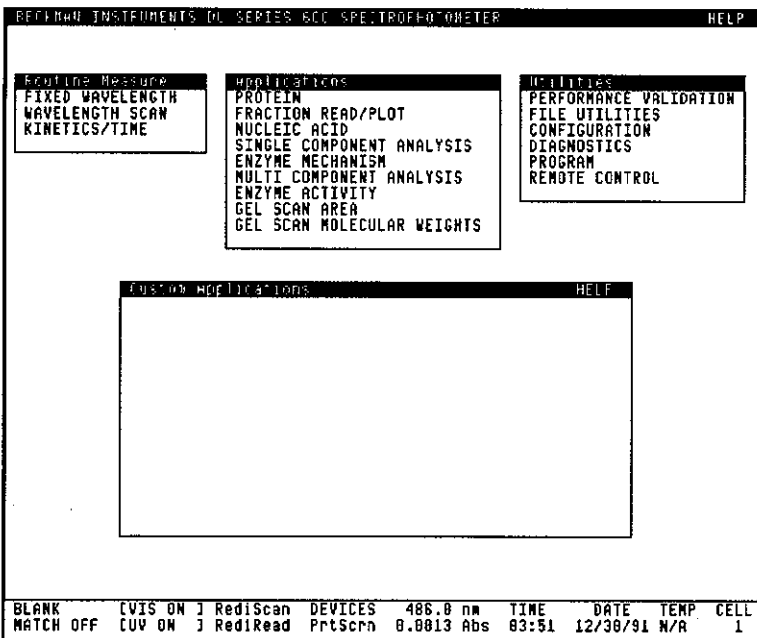 BECKMAN INSTRUMENTS DU SERIES 600 SPECTROPHOTOMETER HELP
Routine Measure
FIXED WAVELENGTH
WAVELENGTH SCAN
KINETICS/TIME
Applications
PROTEIN
FRACTION READ/PLOT
NUCLEIC ACID
SINGLE COMPONENT ANALYSIS
ENZYME MECHANISM
MULTI COMPONENT ANALYSIS
ENZYME ACTIVITY
GEL SCAN AREA
GEL SCAN MOLECULAR WEIGHTS
Utilities
PERFORMANCE VALIDATION
FILE UTILITIES
CONFIGURATION
DIAGNOSTICS
PROGRAM
REMOTE CONTROL
Custom Applications HELP
BLANK [VIS ON ] RediScan DEVICES 486.0 nm TIME DATE TEMP CELL
MATCH OFF [UV ON ] RediRead PrtScrn 0.0013 Abs 03:51 12/30/91 N/A 1